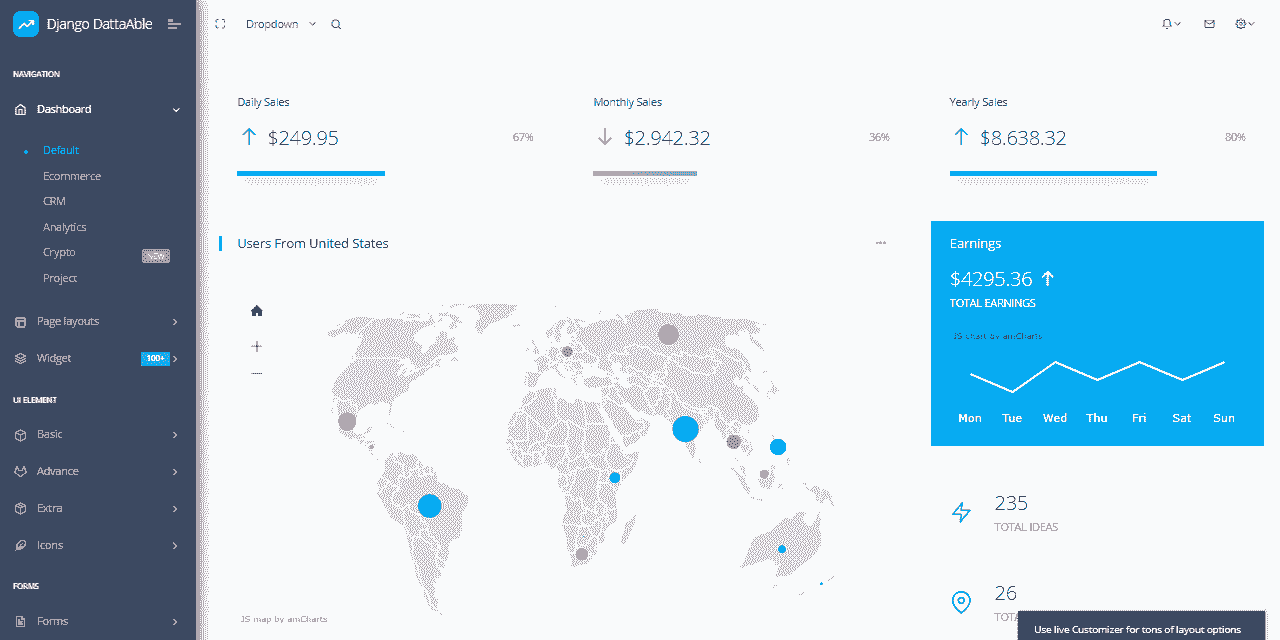 Django DattaAble
Dropdown
NAVIGATION
Dashboard
Default
Ecommerce
CRM
Analytics
Crypto
NEW
Project
Page layouts
Widget
100+
UI ELEMENT
Basic
Advance
Extra
Icons
FORMS
Forms
Daily Sales
$249.95
67%
Monthly Sales
$2.942.32
36%
Yearly Sales
$8.638.32
80%
Users From United States
JS map by amCharts
Earnings
$4295.36
TOTAL EARNINGS
JS chart by amCharts
Mon Tue Wed Thu Fri Sat Sun
235
TOTAL IDEAS
26
Use live Customizer for tons of layout options